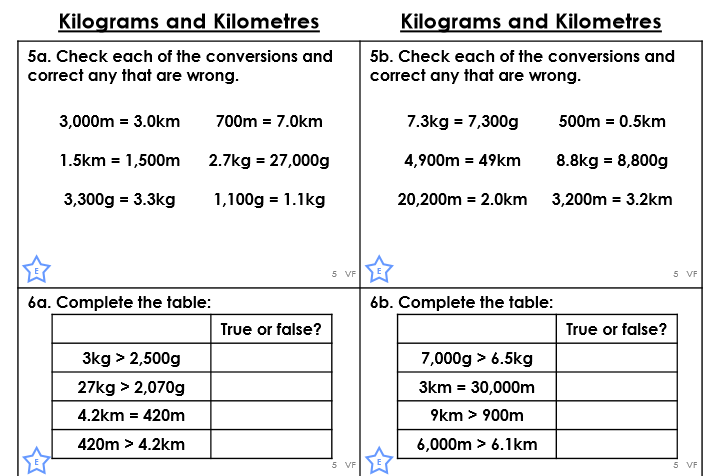 Kilograms and Kilometres
5a. Check each of the conversions and
correct any that are wrong.
3,000m = 3.0km 700m = 7.0km
1.5km = 1,500m 2.7kg = 27,000g
3,300g = 3.3kg 1,100g = 1.1kg
E
5 VF
6a. Complete the table:
True or false?
3kg > 2,500g
27kg > 2,070g
4.2km = 420m
420m > 4.2km
E
5 VF
Kilograms and Kilometres
5b. Check each of the conversions and
correct any that are wrong.
7.3kg = 7,300g 500m = 0.5km
4,900m = 49km 8.8kg = 8,800g
20,200m = 2.0km 3,200m = 3.2km
E
5 VF
6b. Complete the table:
True or false?
7,000g > 6.5kg
3km = 30,000m
9km > 900m
6,000m > 6.1km
E
5 VF